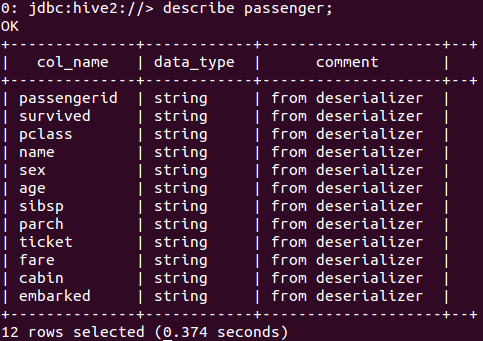 0: jdbc:hive2://> describe passenger;
OK
+--------------+------------+--------------------+--+
|   col_name   | data_type  |      comment       |
+--------------+------------+--------------------+--+
| passengerid  | string     | from deserializer  |
| survived     | string     | from deserializer  |
| pclass       | string     | from deserializer  |
| name         | string     | from deserializer  |
| sex          | string     | from deserializer  |
| age          | string     | from deserializer  |
| sibsp        | string     | from deserializer  |
| parch        | string     | from deserializer  |
| ticket       | string     | from deserializer  |
| fare         | string     | from deserializer  |
| cabin        | string     | from deserializer  |
| embarked     | string     | from deserializer  |
+--------------+------------+--------------------+--+
12 rows selected (0.374 seconds)